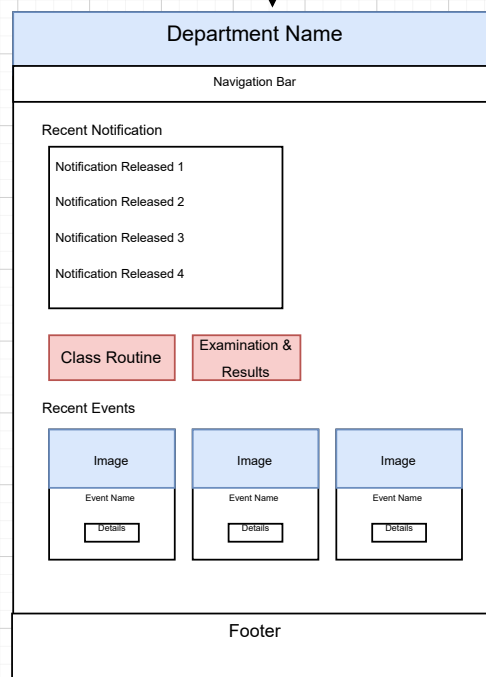 Department Name
Navigation Bar
Recent Notification
Notification Released 1
Notification Released 2
Notification Released 3
Notification Released 4
Class Routine
Examination &
Results
Recent Events
Image
Image
Image
Event Name
Event Name
Event Name
Details
Details
Details
Footer